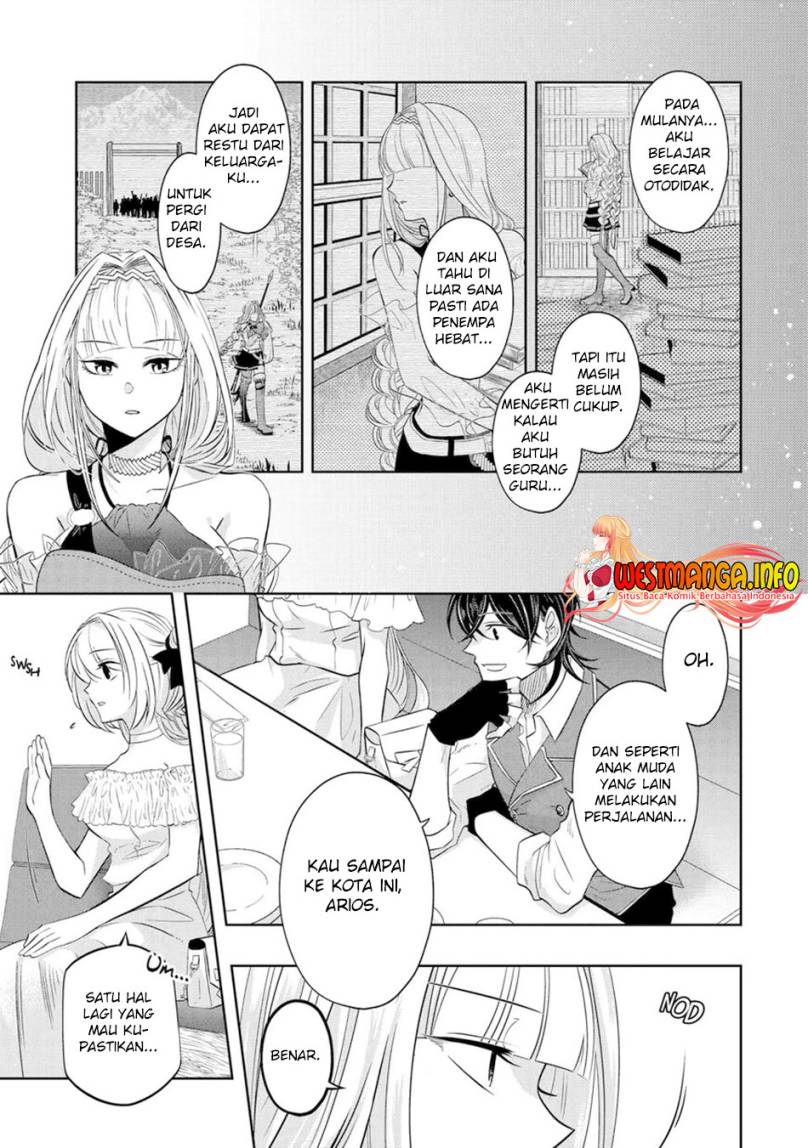 PADA
MULANYA...
AKU
BELAJAR
SECARA
OTODIDAK.
TAPI ITU
MASIH
BELUM
CUKUP.
AKU
MENGERTI
KALAU
AKU
BUTUH
SEORANG
GURU...
DAN AKU
TAHU DI
LUAR SANA
PASTI ADA
PENEMPA
HEBAT...
JADI
AKU DAPAT
RESTU DARI
KELUARGA-
KU...
UNTUK
PERGI
DARI
DESA.
WESTMANGA.INFO
Situs Baca Komik Berbahasa Indonesia
OH.
DAN SEPERTI
ANAK MUDA
YANG LAIN
MELAKUKAN
PERJALANAN...
KAU SAMPAI
KE KOTA INI,
ARIOS.
SWSH
NOD
BENAR.
Um...
SATU HAL
LAGI YANG
MAU KU-
PASTIKAN...